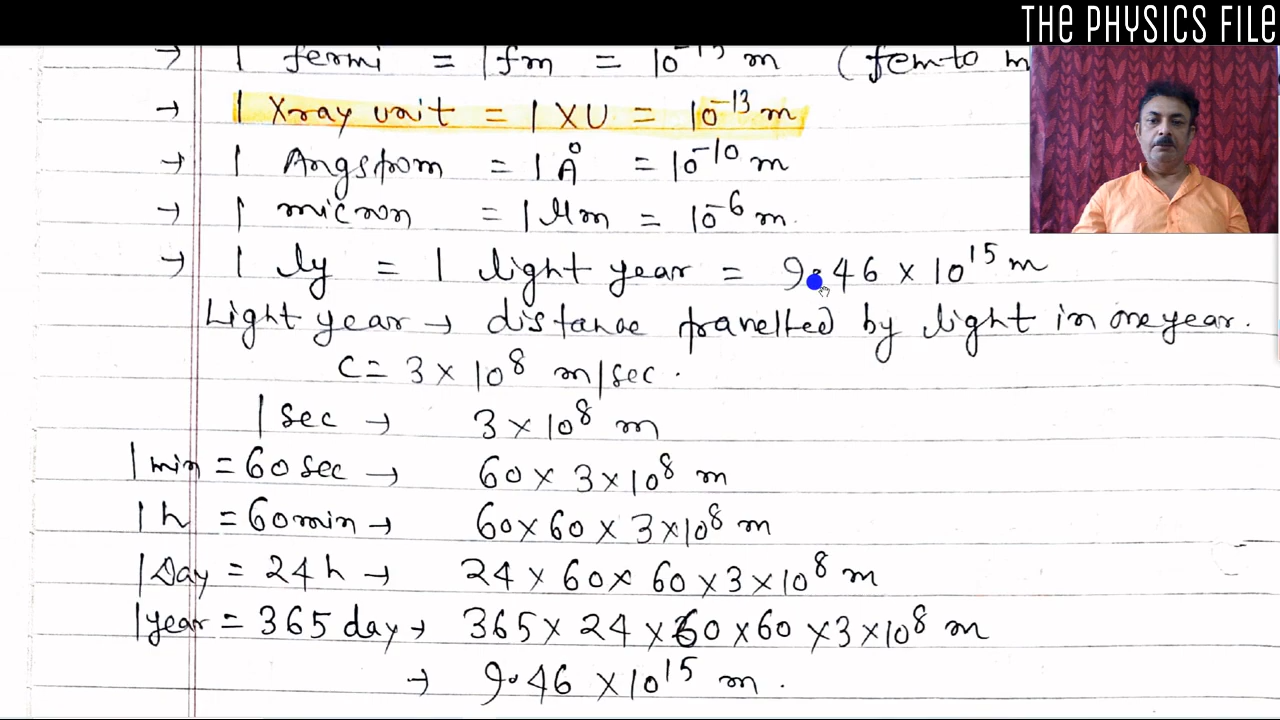 THE PHYSICS FILE
→ 1 fermi = 1 fm = 10⁻¹⁵ m (femto m
→ 1 Xray unit = 1 XU = 10⁻¹³ m
→ 1 Angstrom = 1 Å = 10⁻¹⁰ m
→ 1 micron = 1 μm = 10⁻⁶ m.
→ 1 ly = 1 light year = 9.46 × 10¹⁵ m
Light year → distance travelled by light in one year.
C = 3 × 10⁸ m/sec.
1 sec → 3 × 10⁸ m
1 min = 60 sec → 60 × 3 × 10⁸ m
1 h = 60 min → 60 × 60 × 3 × 10⁸ m
1 Day = 24 h → 24 × 60 × 60 × 3 × 10⁸ m
1 year = 365 day → 365 × 24 × 60 × 60 × 3 × 10⁸ m
→ 9.46 × 10¹⁵ m.